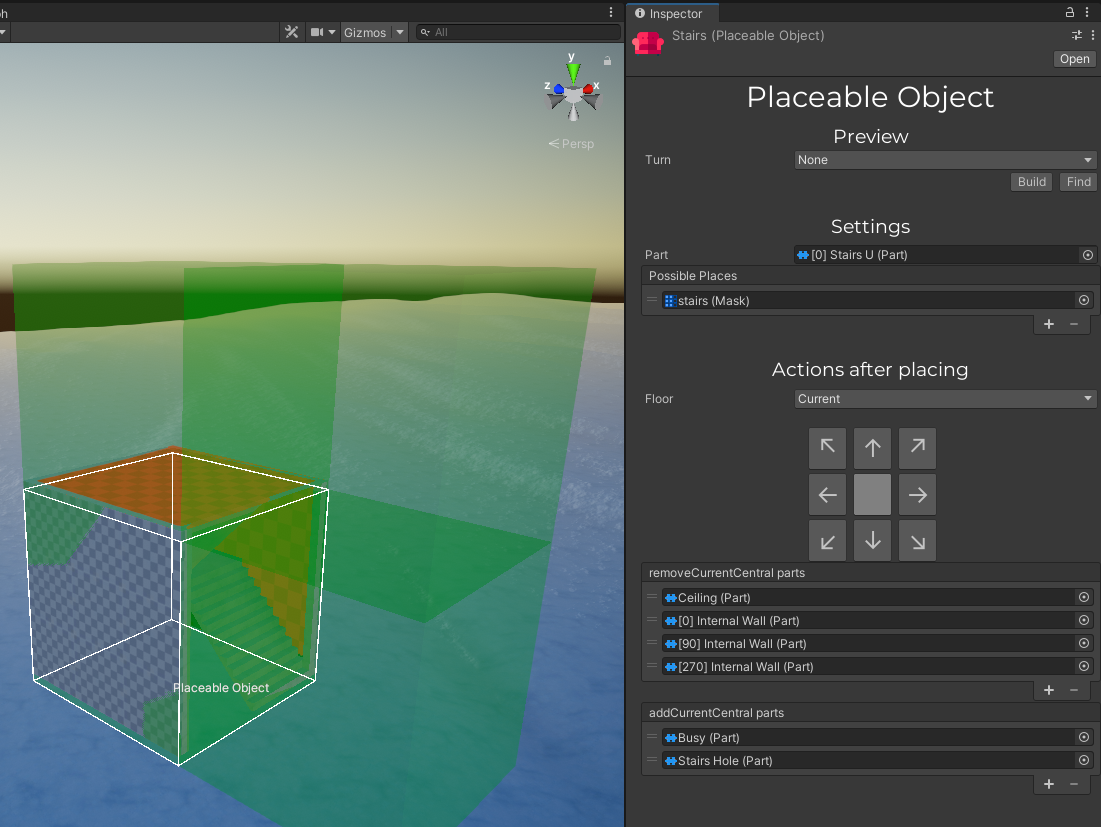 ph
Gizmos
All
y
z
x
Persp
Placeable Object
Inspector
Stairs (Placeable Object)
Open
Placeable Object
Preview
Turn
None
Build
Find
Settings
Part
[0] Stairs U (Part)
Possible Places
stairs (Mask)
Actions after placing
Floor
Current
removeCurrentCentral parts
Ceiling (Part)
[0] Internal Wall (Part)
[90] Internal Wall (Part)
[270] Internal Wall (Part)
addCurrentCentral parts
Busy (Part)
Stairs Hole (Part)